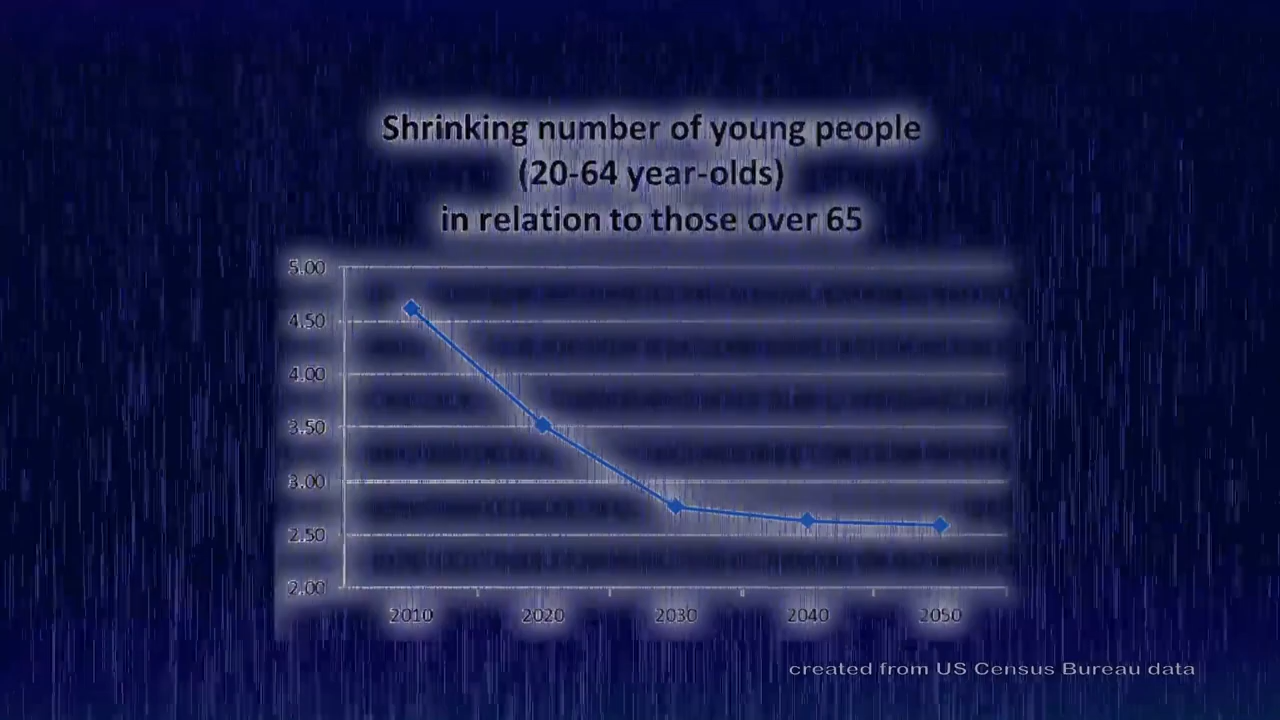 Shrinking number of young people
(20-64 year-olds)
in relation to those over 65
5.00
4.50
4.00
3.50
3.00
2.50
2.00
2010 2020 2030 2040 2050
created from US Census Bureau data